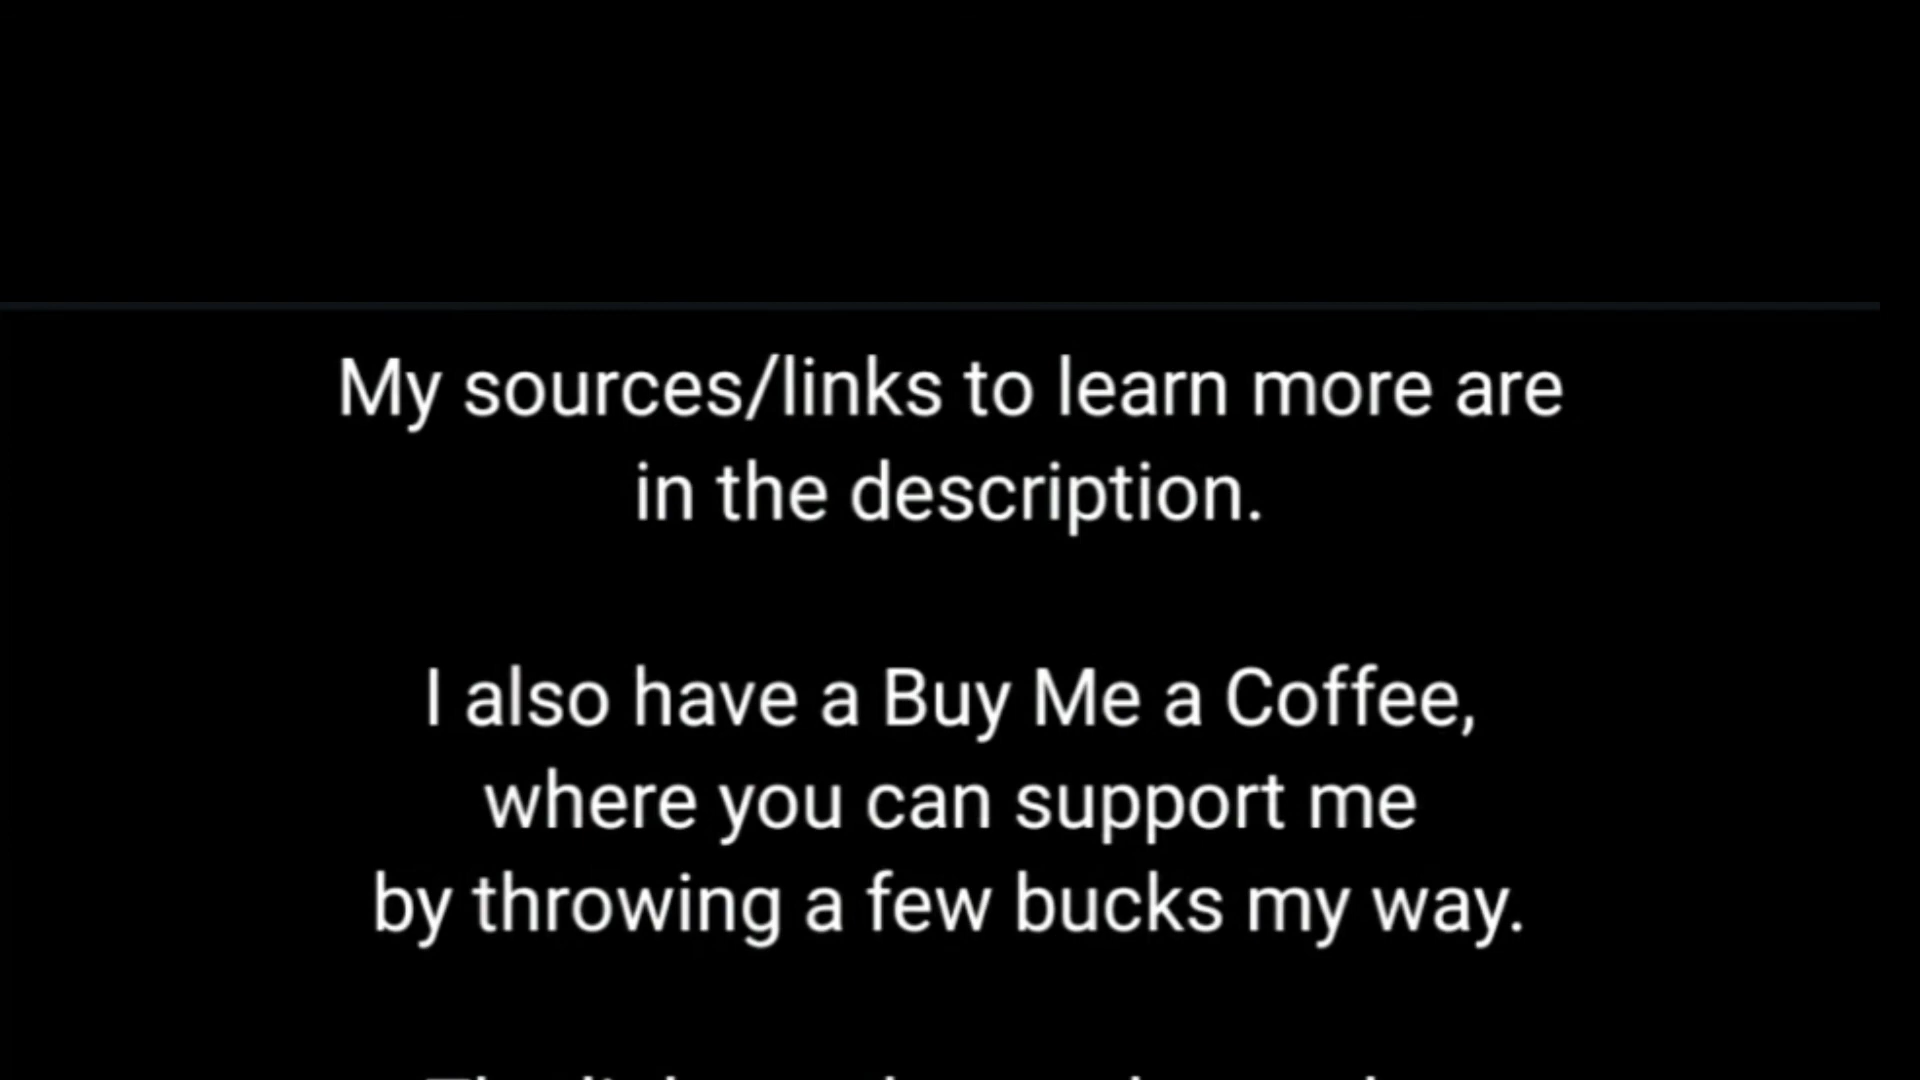 My sources/links to learn more are
in the description.
I also have a Buy Me a Coffee,
where you can support me
by throwing a few bucks my way.